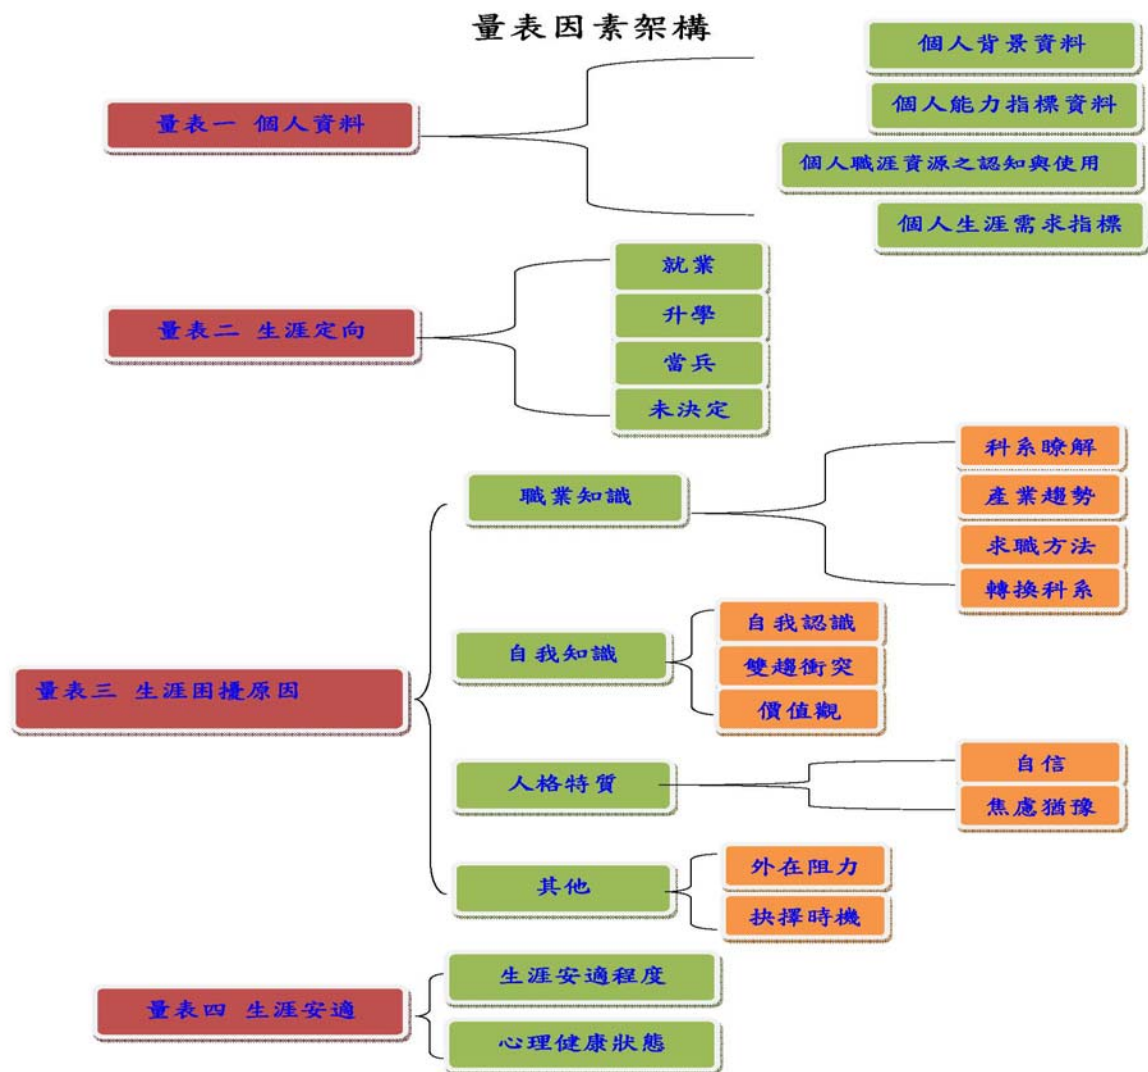 量表因素架構
量表一 個人資料
個人背景資料
個人能力指標資料
個人職涯資源之認知與使用
個人生涯需求指標
量表二 生涯定向
就業
升學
當兵
未決定
量表三 生涯困擾原因
職業知識
科系瞭解
產業趨勢
求職方法
轉換科系
自我知識
自我認識
雙趨衝突
價值觀
人格特質
自信
焦慮猶豫
其他
外在阻力
抉擇時機
量表四 生涯安適
生涯安適程度
心理健康狀態